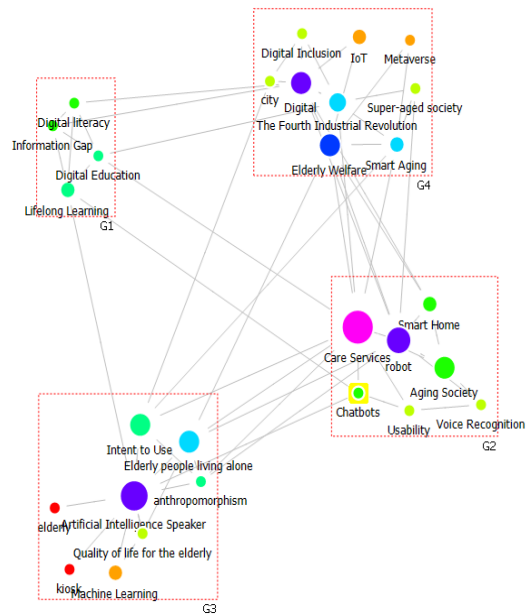 Digital Inclusion
IoT
Metaverse
city
Digital
Super-aged society
The Fourth Industrial Revolution
Elderly Welfare
Smart Aging
G4
Digital literacy
Information Gap
Digital Education
Lifelong Learning
G1
Smart Home
Care Services
robot
Aging Society
Chatbots
Usability
Voice Recognition
G2
Intent to Use
Elderly people living alone
anthropomorphism
elderly
Artificial Intelligence Speaker
Quality of life for the elderly
kiosk
Machine Learning
G3